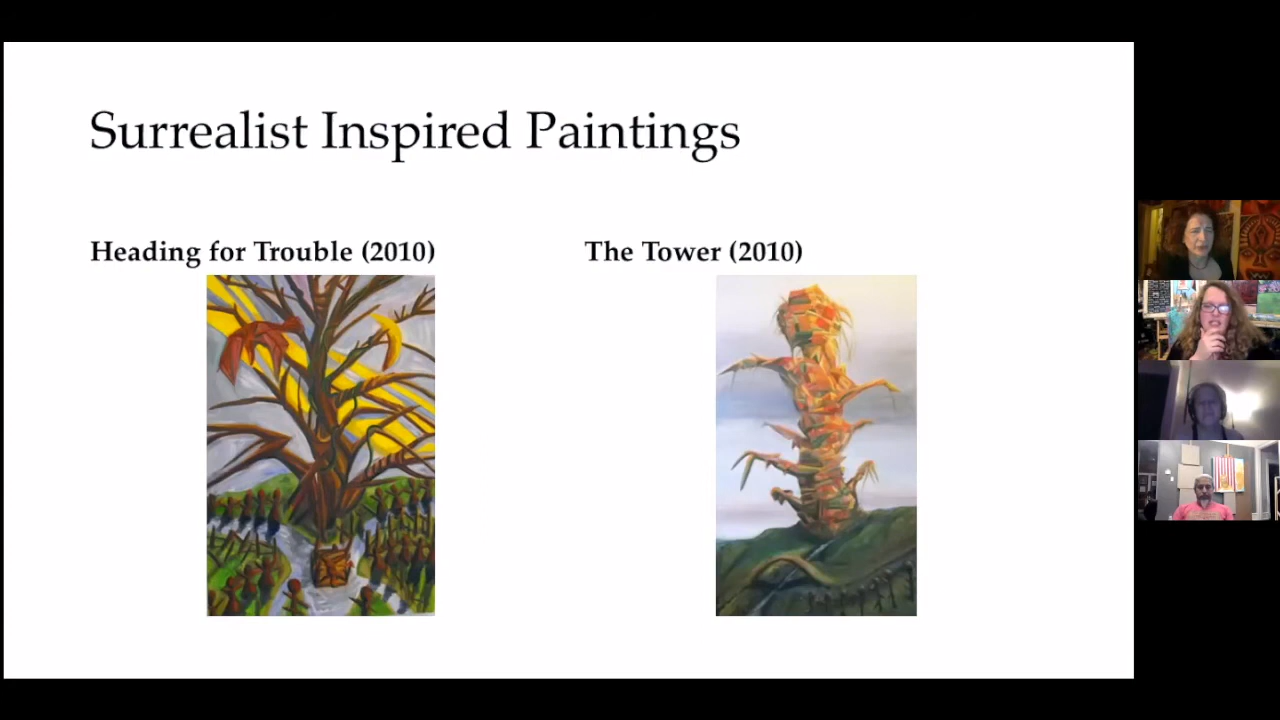 Surrealist Inspired Paintings
Heading for Trouble (2010)
The Tower (2010)